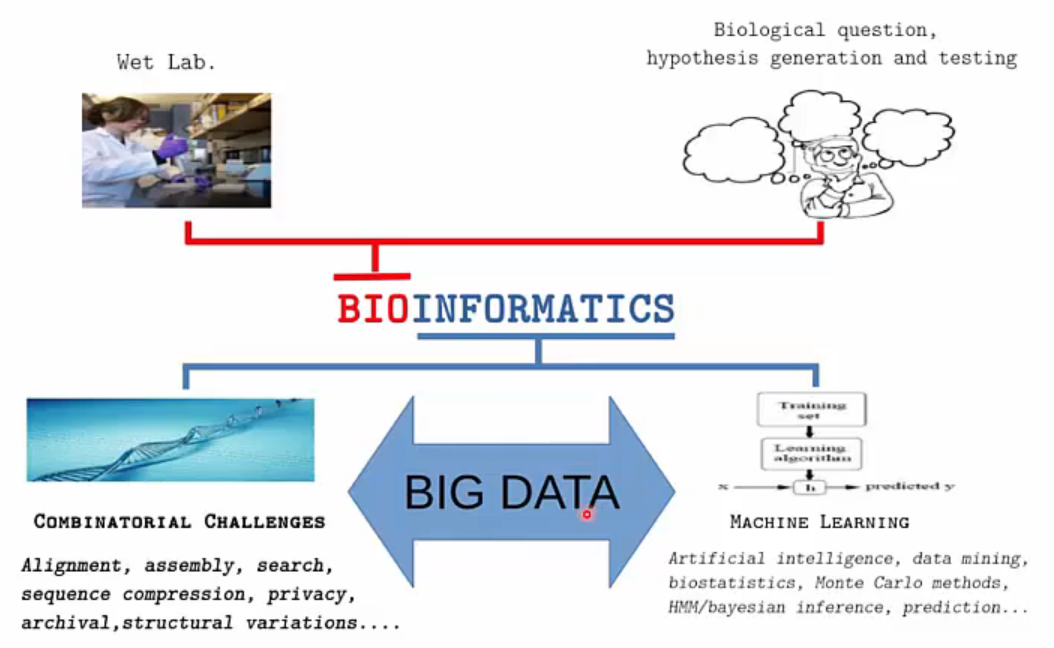 Wet Lab.
Biological question,
hypothesis generation and testing
BIOINFORMATICS
Training
set
Learning
algorithm
x
h
predicted y
BIG DATA
COMBINATORIAL CHALLENGES
Alignment, assembly, search,
sequence compression, privacy,
archival,structural variations....
MACHINE LEARNING
Artificial intelligence, data mining,
biostatistics, Monte Carlo methods,
HMM/bayesian inference, prediction...